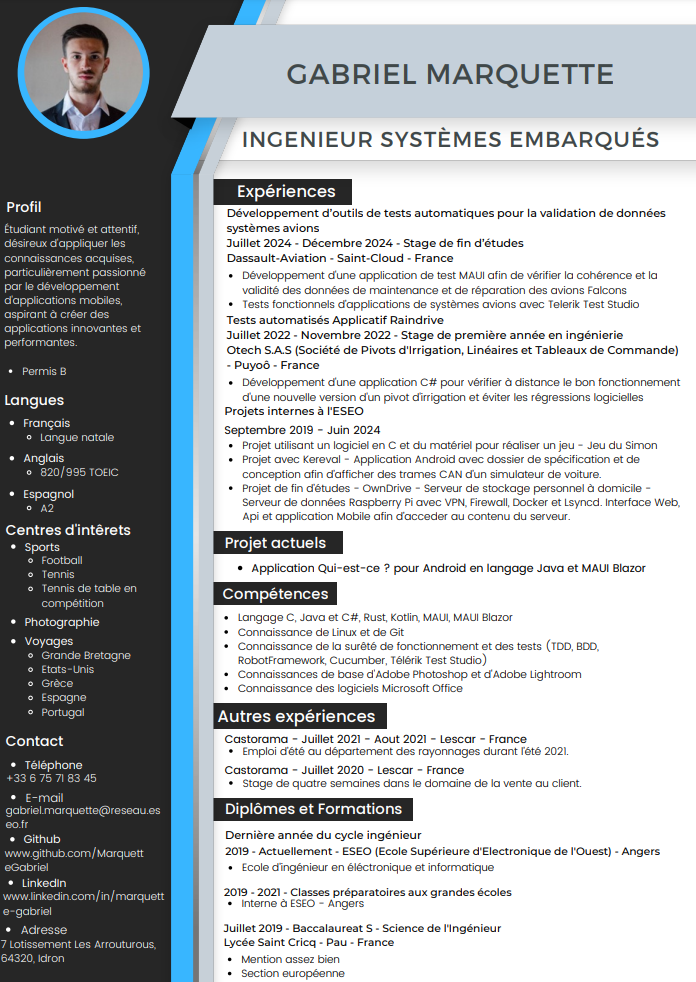 GABRIEL MARQUETTE
INGENIEUR SYSTÈMES EMBARQUÉS
Profil
Étudiant motivé et attentif,
désireux d'appliquer les
connaissances acquises,
particulièrement passionné
par le développement
d'applications mobiles,
aspirant à créer des
applications innovantes et
performantes.
• Permis B
Langues
• Français
Langue natale
• Anglais
820/995 TOEIC
• Espagnol
A2
Centres d'intêrets
• Sports
Football
Tennis
Tennis de table en
compétition
• Photographie
• Voyages
Grande Bretagne
Etats-Unis
Grèce
Espagne
Portugal
Contact
• Téléphone
+33 6 75 71 83 45
• E-mail
gabriel.marquette@reseau.es
eo.fr
• Github
www.github.com/Marquett
eGabriel
• LinkedIn
www.linkedin.com/in/marquett
e-gabriel
• Adresse
7 Lotissement Les Arrouturous,
64320, Idron
Expériences
Développement d'outils de tests automatiques pour la validation de données
systèmes avions
Juillet 2024 - Décembre 2024 - Stage de fin d'études
Dassault-Aviation - Saint-Cloud - France
• Développement d'une application de test MAUI afin de vérifier la cohérence et la
validité des données de maintenance et de réparation des avions Falcons
• Tests fonctionnels d'applications de systèmes avions avec Telerik Test Studio
Tests automatisés Applicatif Raindrive
Juillet 2022 - Novembre 2022 - Stage de première année en ingénierie
Otech S.A.S (Société de Pivots d'Irrigation, Linéaires et Tableaux de Commande)
- Puyoô - France
• Développement d'une application C# pour vérifier à distance le bon fonctionnement
d'une nouvelle version d'un pivot d'irrigation et éviter les régressions logicielles
Projets internes à l'ESEO
Septembre 2019 - Juin 2024
• Projet utilisant un logiciel en C et du matériel pour réaliser un jeu - Jeu du Simon
• Projet avec Kereval - Application Android avec dossier de spécification et de
conception afin d'afficher des trames CAN d'un simulateur de voiture.
• Projet de fin d'études - OwnDrive - Serveur de stockage personnel à domicile -
Serveur de données Raspberry Pi avec VPN, Firewall, Docker et Lsyncd. Interface Web,
Api et application Mobile afin d'acceder au contenu du serveur.
Projet actuels
• Application Qui-est-ce ? pour Android en langage Java et MAUI Blazor
Compétences
• Langage C, Java et C#, Rust, Kotlin, MAUI, MAUI Blazor
• Connaissance de Linux et de Git
• Connaissance de la surêté de fonctionnement et des tests (TDD, BDD,
RobotFramework, Cucumber, Télérik Test Studio)
• Connaissances de base d'Adobe Photoshop et d'Adobe Lightroom
• Connaissance des logiciels Microsoft Office
Autres expériences
Castorama - Juillet 2021 - Aout 2021 - Lescar - France
• Emploi d'été au département des rayonnages durant l'été 2021.
Castorama - Juillet 2020 - Lescar - France
• Stage de quatre semaines dans le domaine de la vente au client.
Diplômes et Formations
Dernière année du cycle ingénieur
2019 - Actuellement - ESEO (Ecole Supérieure d'Electronique de l'Ouest) - Angers
• Ecole d'ingénieur en éléctronique et informatique
2019 - 2021 - Classes préparatoires aux grandes écoles
• Interne à ESEO - Angers
Juillet 2019 - Baccalaureat S - Science de l'Ingénieur
Lycée Saint Cricq - Pau - France
• Mention assez bien
• Section européenne